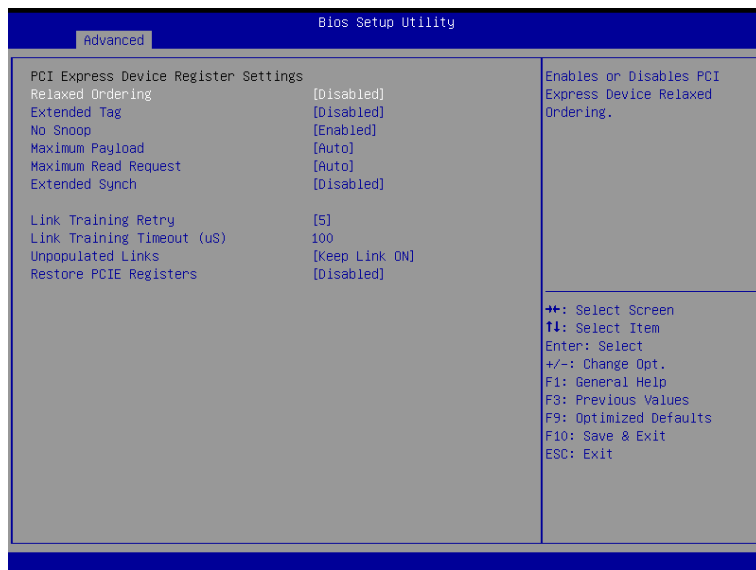 Bios Setup Utility
Advanced
PCI Express Device Register Settings
Relaxed Ordering [Disabled]
Extended Tag [Disabled]
No Snoop [Enabled]
Maximum Payload [Auto]
Maximum Read Request [Auto]
Extended Synch [Disabled]
Link Training Retry [5]
Link Training Timeout (uS) 100
Unpopulated Links [Keep Link ON]
Restore PCIE Registers [Disabled]
Enables or Disables PCI
Express Device Relaxed
Ordering.
→←: Select Screen
↑↓: Select Item
Enter: Select
+/-: Change Opt.
F1: General Help
F3: Previous Values
F9: Optimized Defaults
F10: Save & Exit
ESC: Exit